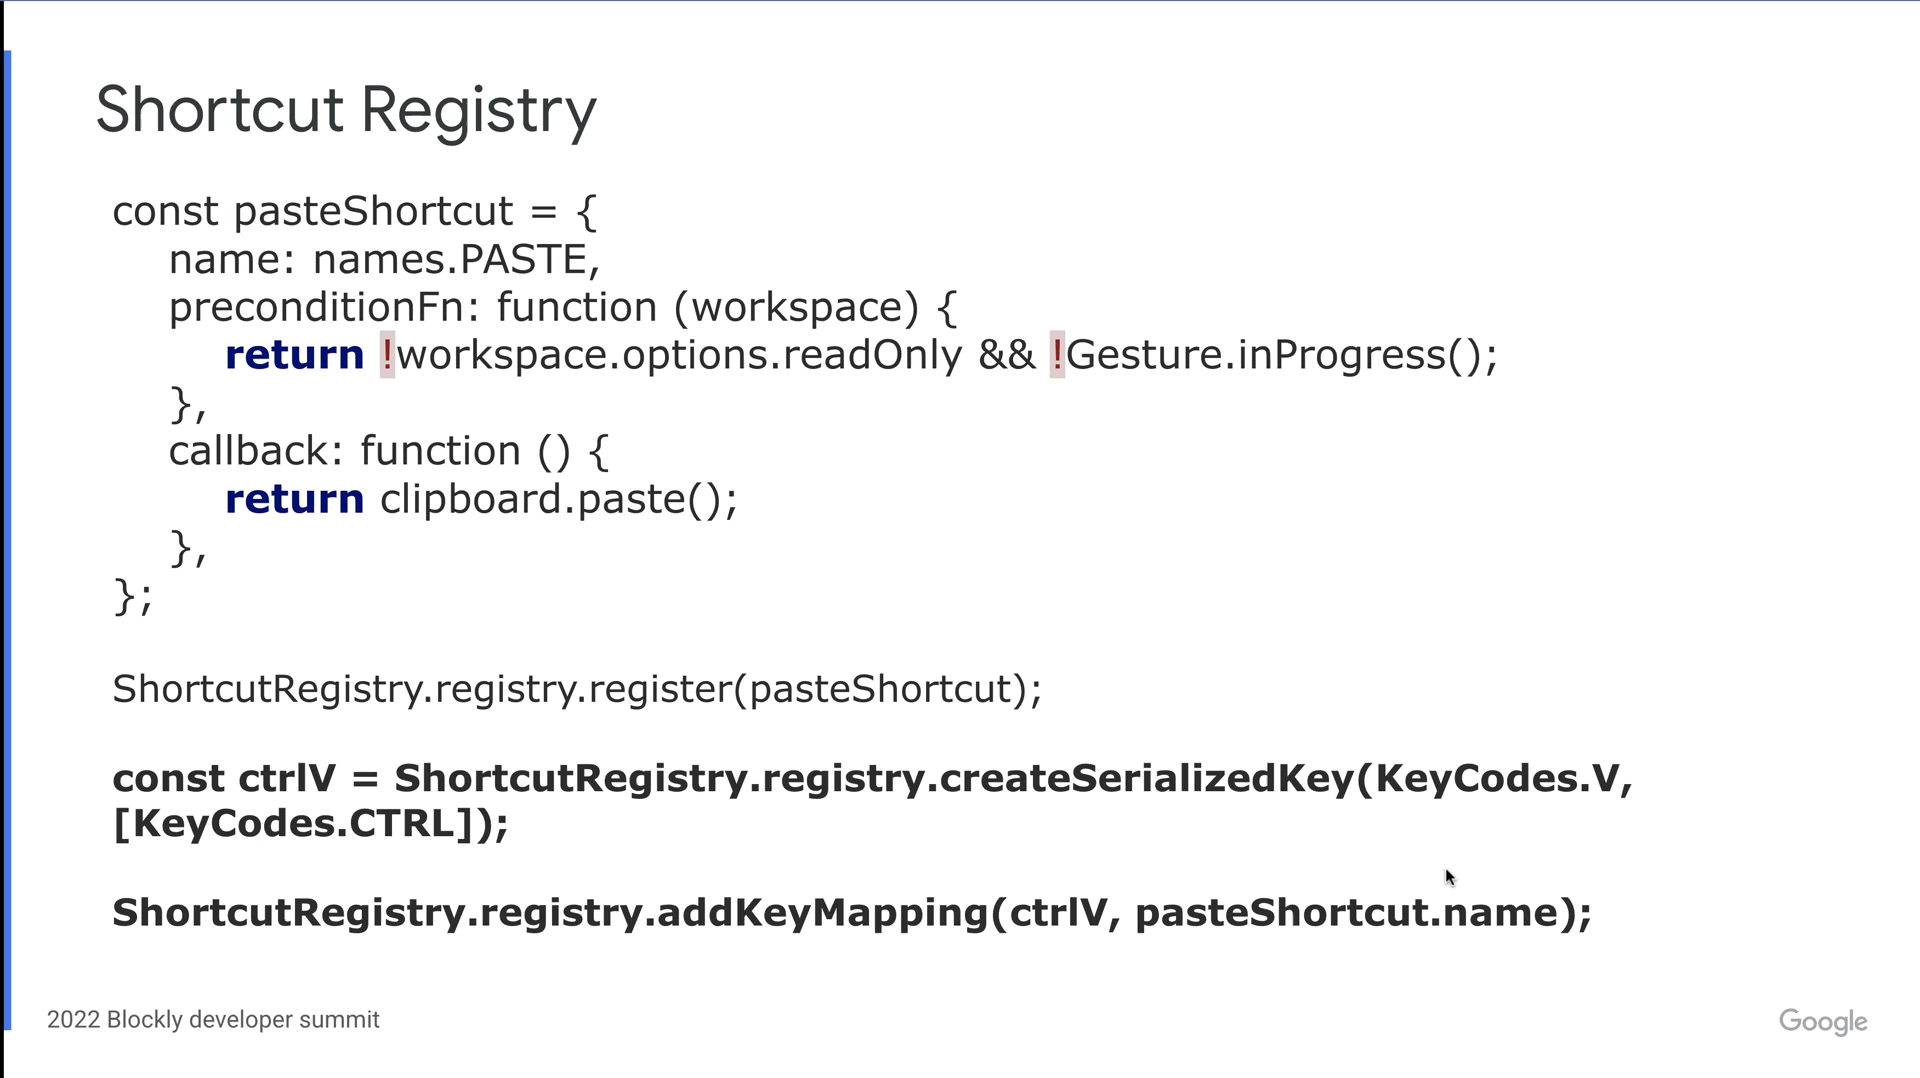 Shortcut Registry
const pasteShortcut = {
name: names.PASTE,
preconditionFn: function (workspace) {
return !workspace.options.readOnly && !Gesture.inProgress();
},
callback: function () {
return clipboard.paste();
},
};
ShortcutRegistry.registry.register(pasteShortcut);
const ctrlV = ShortcutRegistry.registry.createSerializedKey(KeyCodes.V,
[KeyCodes.CTRL]);
ShortcutRegistry.registry.addKeyMapping(ctrlV, pasteShortcut.name);
2022 Blockly developer summit
Google